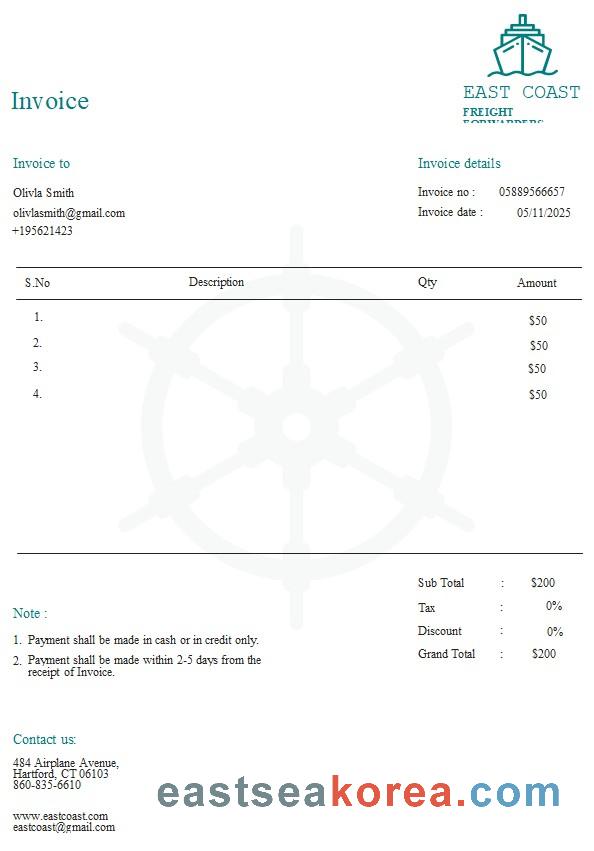 EAST COAST
FREIGHT
FORWARDERS
Invoice
Invoice to
Olivla Smith
olivlasmith@gmail.com
+195621423
Invoice details
Invoice no : 05889566657
Invoice date : 05/11/2025
S.No Description Qty Amount
1. $50
2. $50
3. $50
4. $50
Sub Total : $200
Tax : 0%
Discount : 0%
Grand Total : $200
Note :
1. Payment shall be made in cash or in credit only.
2. Payment shall be made within 2-5 days from the
receipt of Invoice.
Contact us:
484 Airplane Avenue,
Hartford, CT 06103
860-835-6610
www.eastcoast.com
eastcoast@gmail.com
eastseakorea.com